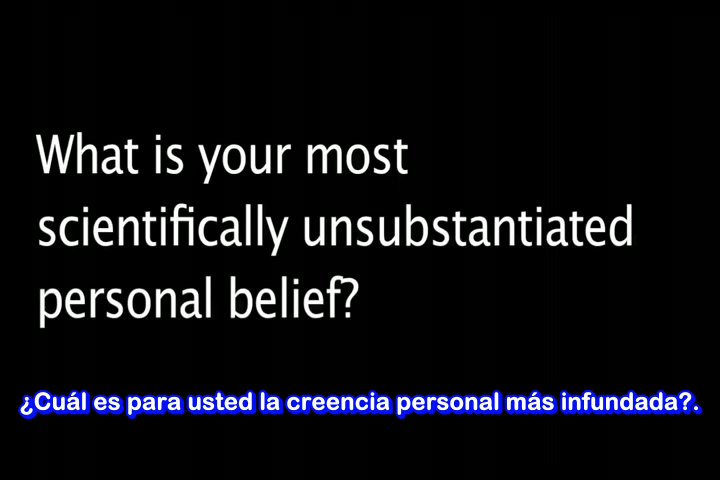 What is your most
scientifically unsubstantiated
personal belief?
¿Cuál es para usted la creencia personal más infundada?.